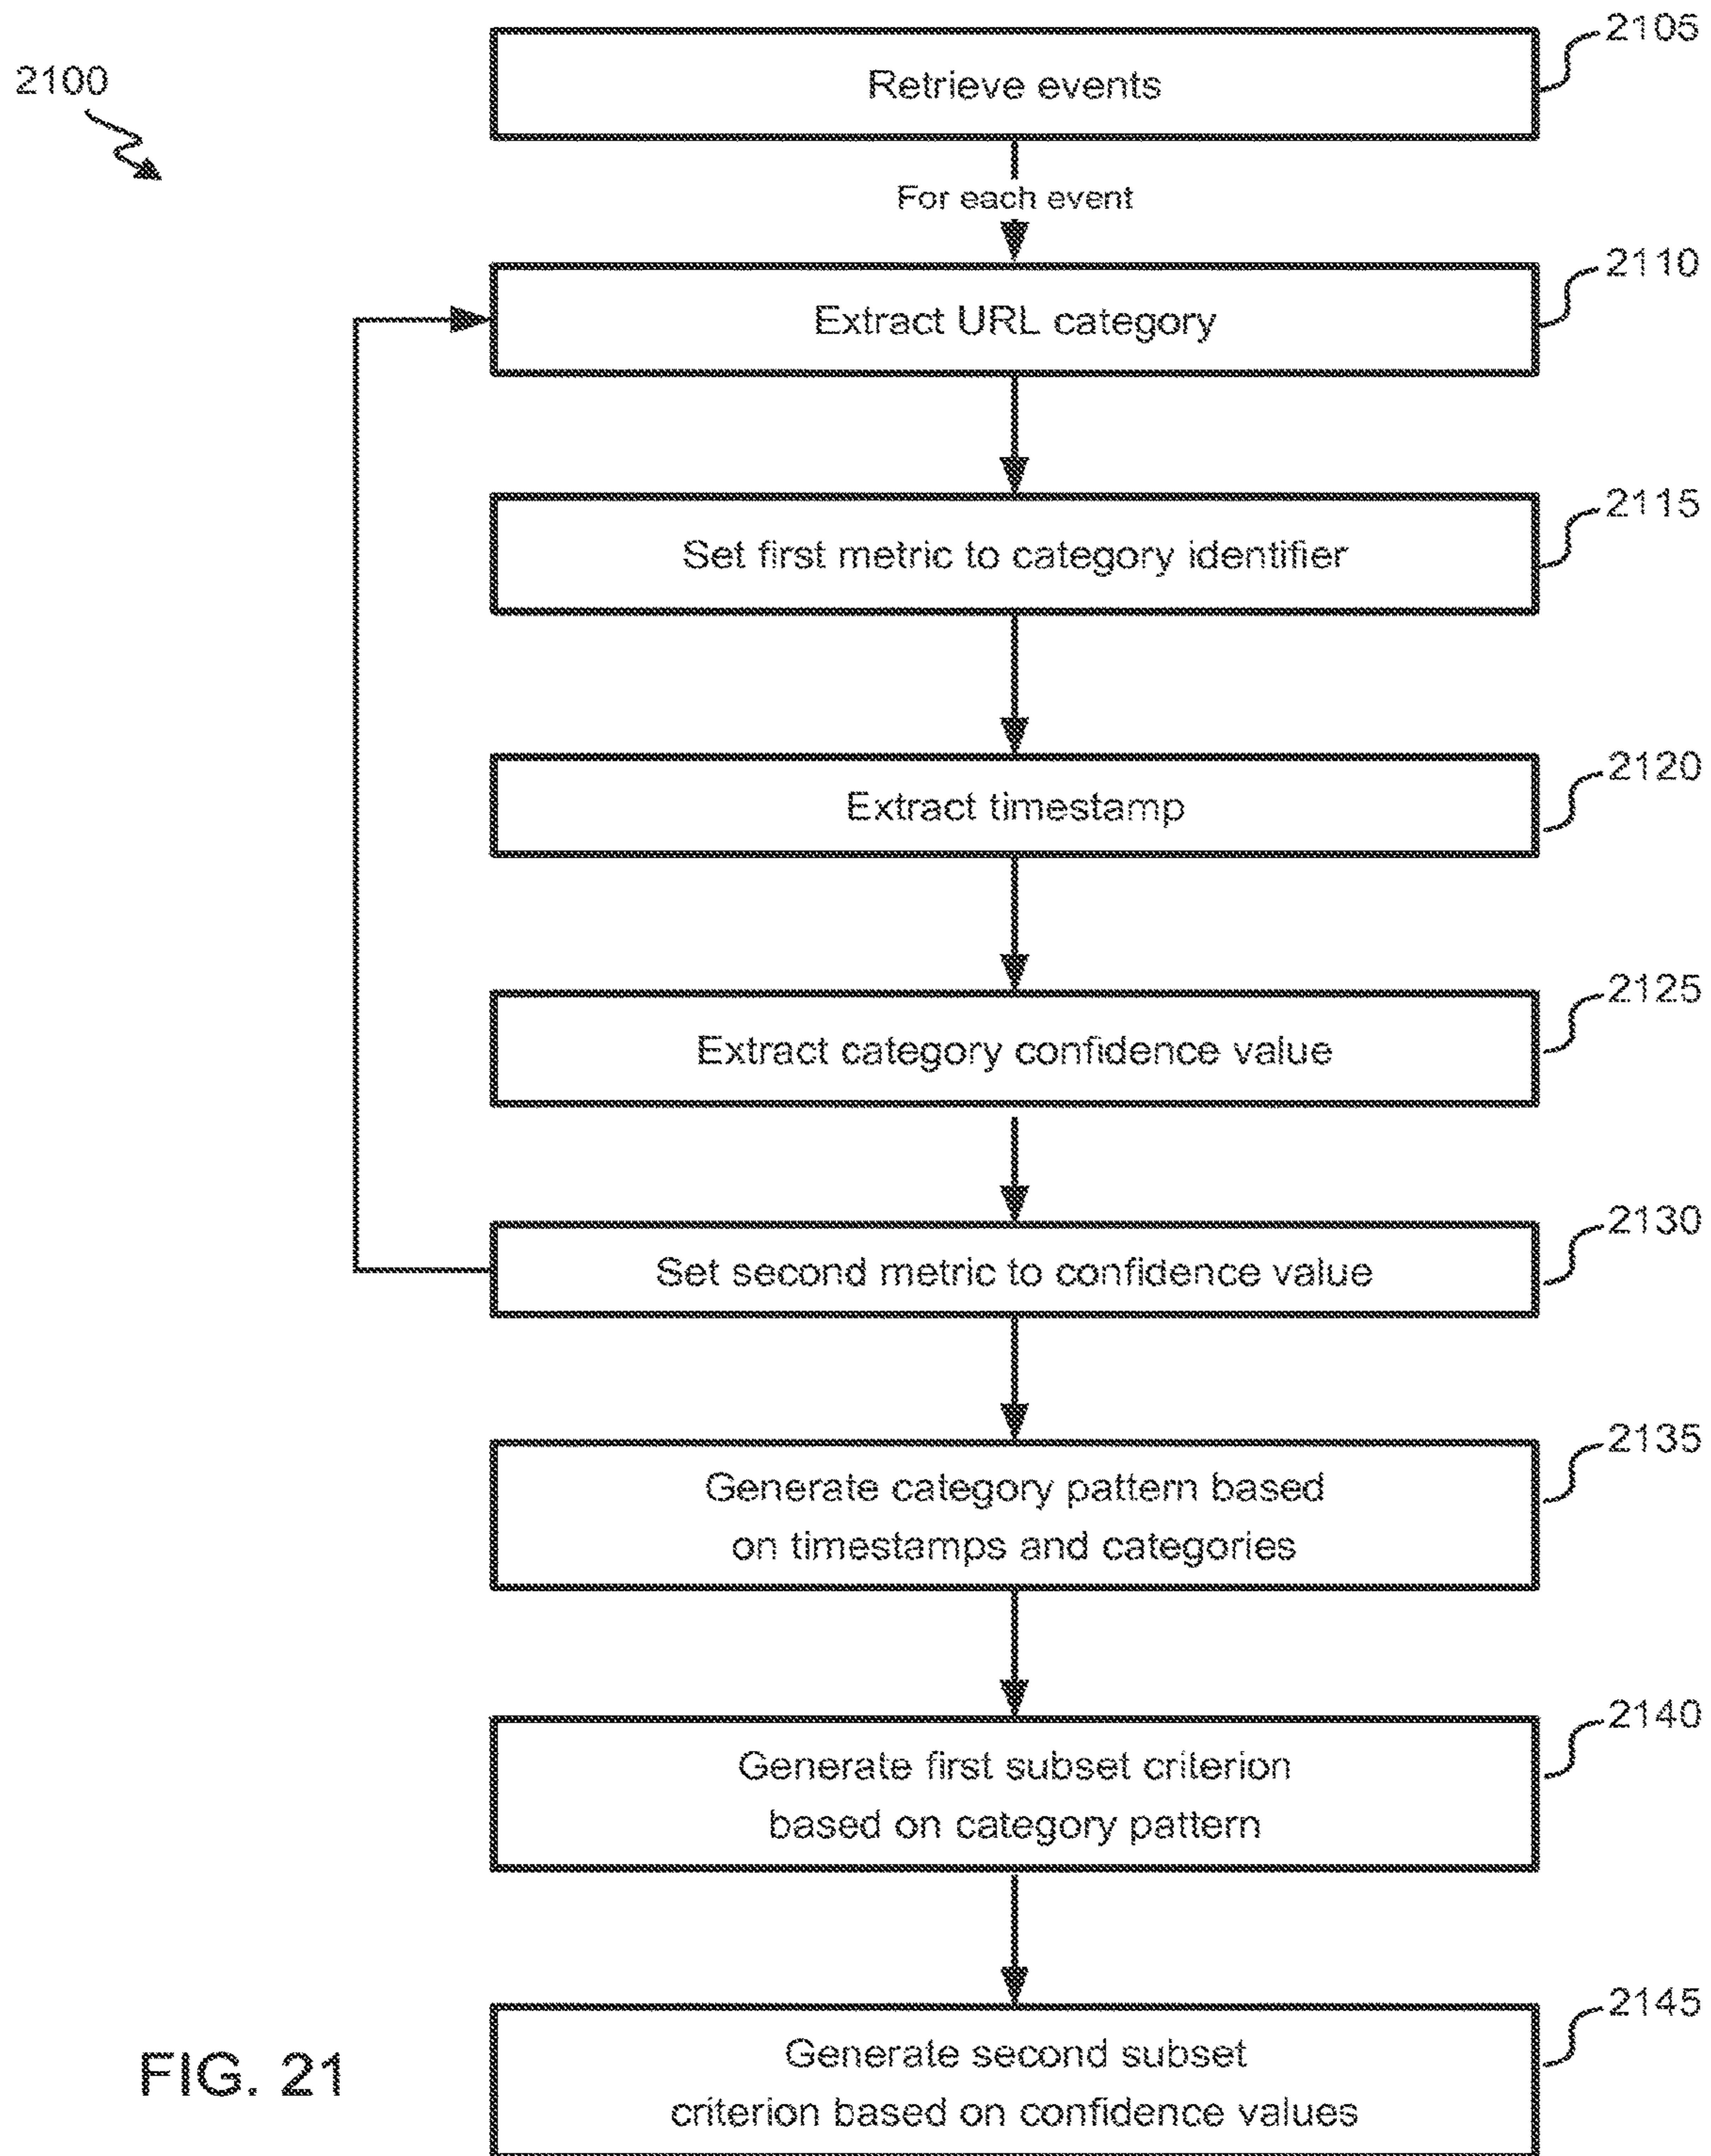 2100
Retrieve events
2105
For each event
Extract URL category
2110
Set first metric to category identifier
2115
Extract timestamp
2120
Extract category confidence value
2125
Set second metric to confidence value
2130
Generate category pattern based
on timestamps and categories
2135
Generate first subset criterion
based on category pattern
2140
Generate second subset
criterion based on confidence values
2145
FIG. 21